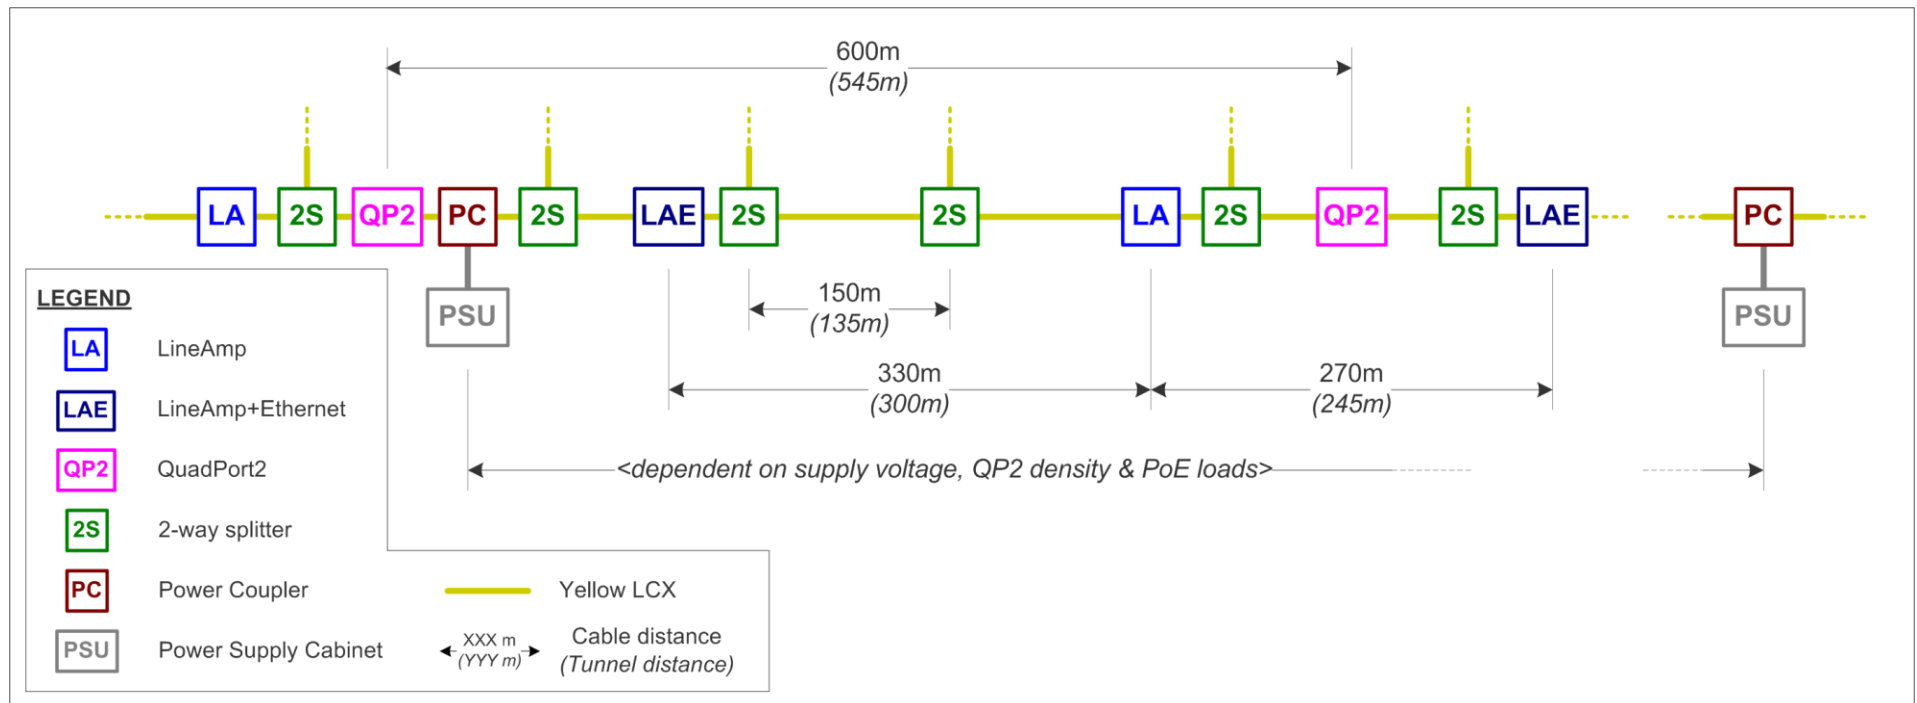 600m
(545m)
LA 2S QP2 PC 2S LAE 2S 2S LA 2S QP2 2S LAE PC
PSU PSU
150m
(135m)
330m
(300m)
270m
(245m)
<dependent on supply voltage, QP2 density & PoE loads>
LEGEND
LA LineAmp
LAE LineAmp+Ethernet
QP2 QuadPort2
2S 2-way splitter
PC Power Coupler
PSU Power Supply Cabinet
Yellow LCX
XXX m
(YYY m)
Cable distance
(Tunnel distance)